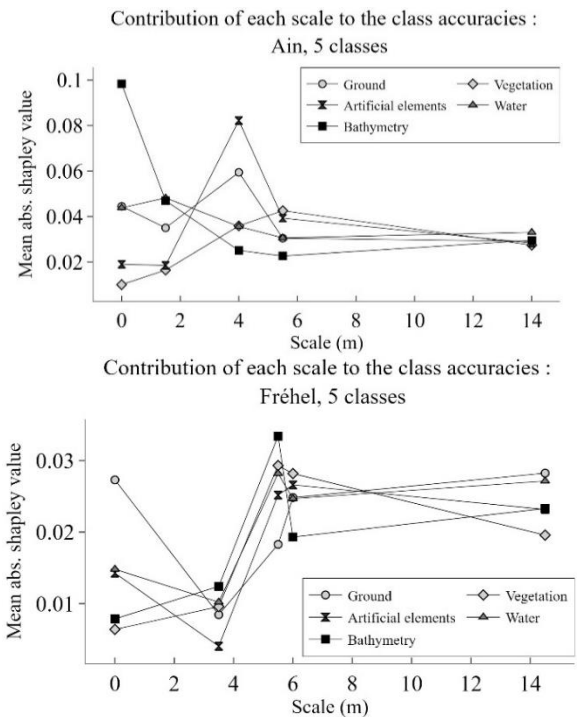 Contribution of each scale to the class accuracies :
Ain, 5 classes
Mean abs. shapley value
0.1
0.08
0.06
0.04
0.02
Ground
Vegetation
Artificial elements
Water
Bathymetry
0 2 4 6 8 10 12 14
Scale (m)
Contribution of each scale to the class accuracies :
Fréhel, 5 classes
Mean abs. shapley value
0.03
0.02
0.01
Ground
Vegetation
Artificial elements
Water
Bathymetry
0 2 4 6 8 10 12 14
Scale (m)